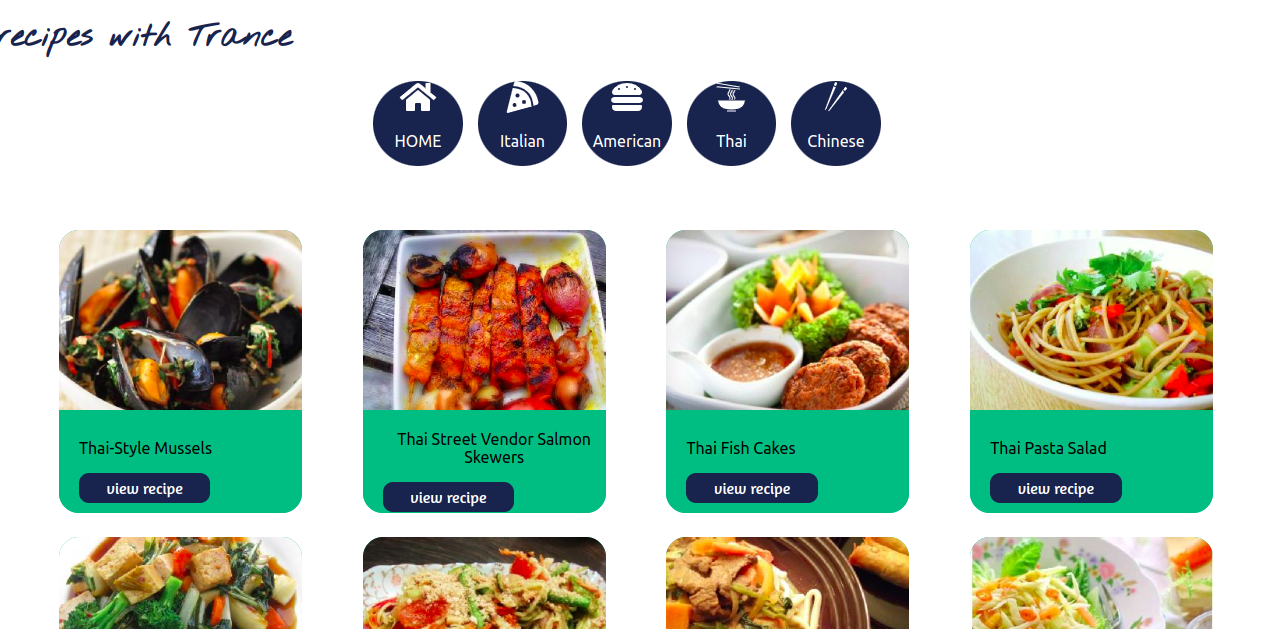 recipes with Trance
HOME
Italian
American
Thai
Chinese
Thai-Style Mussels
view recipe
Thai Street Vendor Salmon
Skewers
view recipe
Thai Fish Cakes
view recipe
Thai Pasta Salad
view recipe